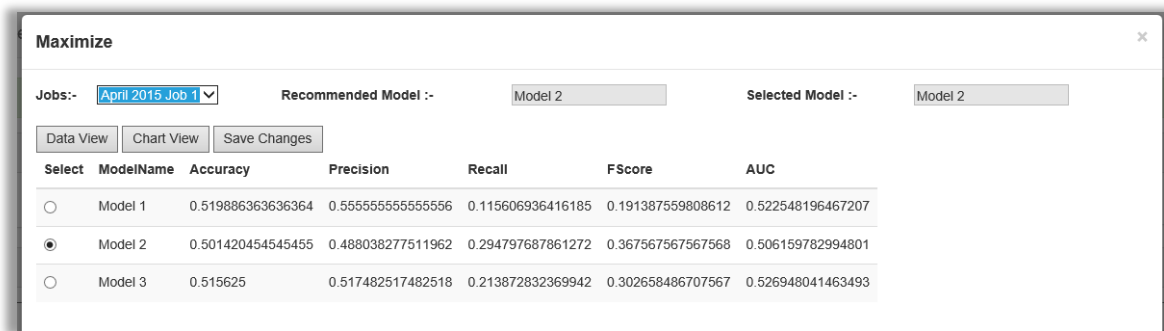 Maximize ×
Jobs:- April 2015 Job 1 Recommended Model :- Model 2 Selected Model :- Model 2
Data View Chart View Save Changes
Select ModelName Accuracy Precision Recall FScore AUC
Model 1 0.519886363636364 0.555555555555556 0.115606936416185 0.191387559808612 0.522548196467207
Model 2 0.501420454545455 0.488038277511962 0.294797687861272 0.367567567567568 0.506159782994801
Model 3 0.515625 0.517482517482518 0.213872832369942 0.302658486707567 0.526948041463493